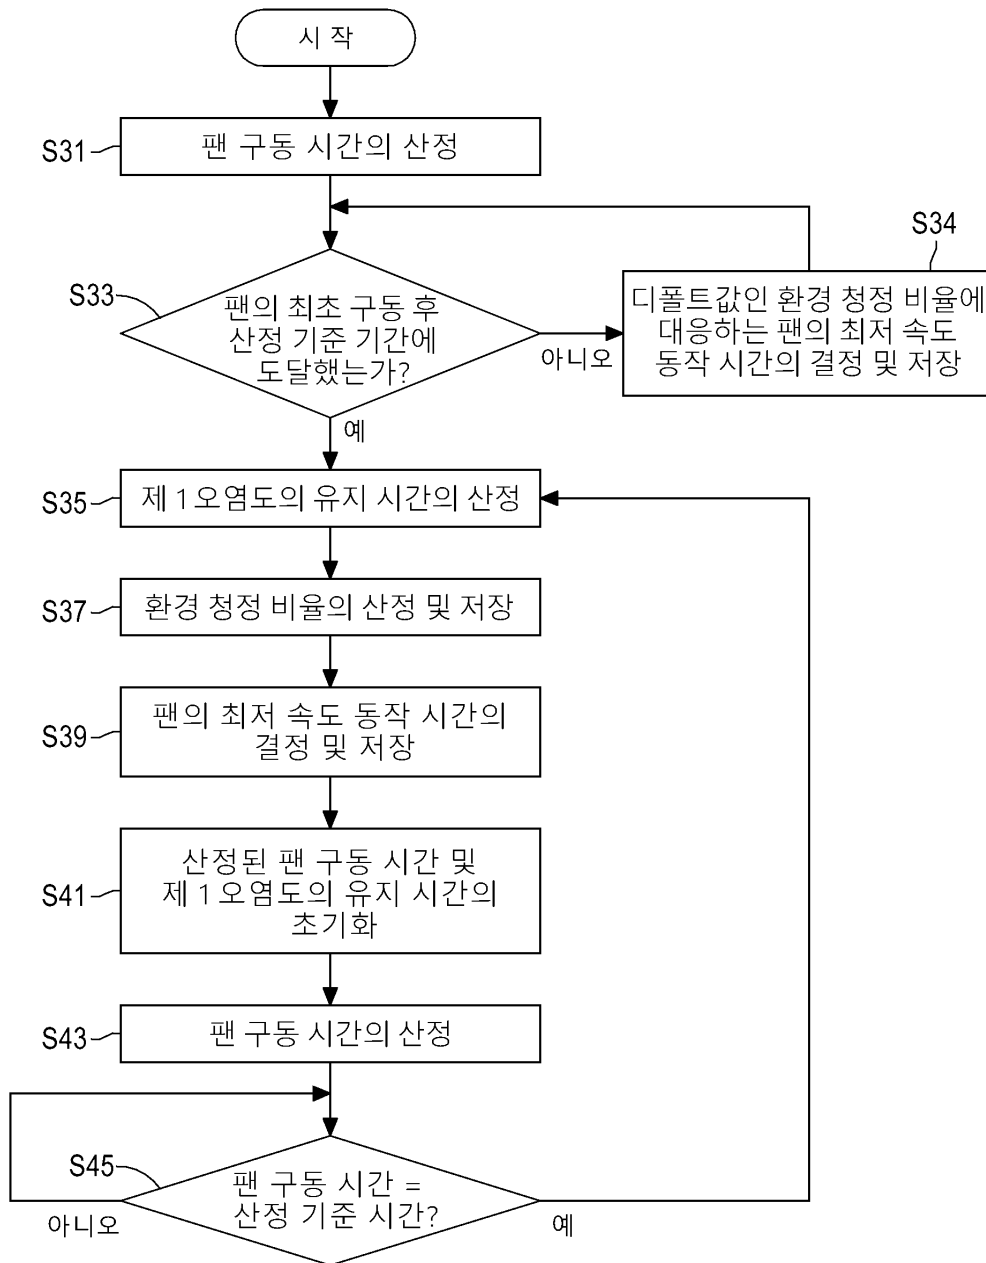 시 작
S31
팬 구동 시간의 산정
S34
S33
팬의 최초 구동 후
산정 기준 기간에
도달했는가?
아니오
디폴트값인 환경 청정 비율에
대응하는 팬의 최저 속도
동작 시간의 결정 및 저장
예
S35
제 1 오염도의 유지 시간의 산정
S37
환경 청정 비율의 산정 및 저장
S39
팬의 최저 속도 동작 시간의
결정 및 저장
S41
산정된 팬 구동 시간 및
제 1 오염도의 유지 시간의
초기화
S43
팬 구동 시간의 산정
S45
팬 구동 시간 =
산정 기준 시간?
아니오
예